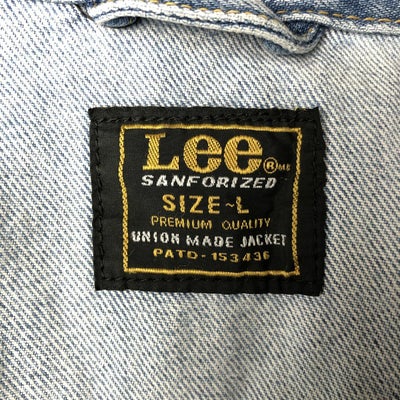 Lee ® MR
SANFORIZED
SIZE~L
PREMIUM QUALITY
UNION MADE JACKET
PATD-153436